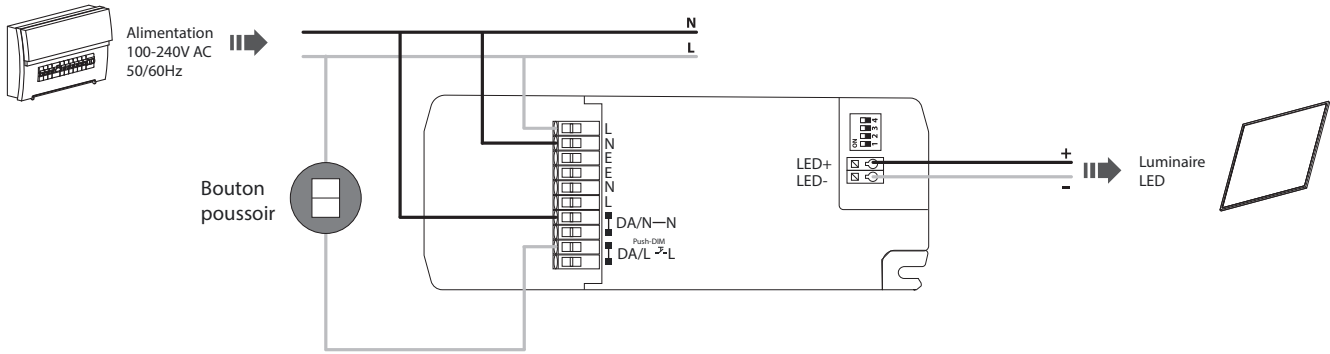 Alimentation
100-240V AC
50/60Hz
N
L
Bouton
poussoir
L
N
E
E
N
L
DA/N—N
Push-DIM
DA/L L
ON
1 2 3 4
LED+
LED-
+
-
Luminaire
LED